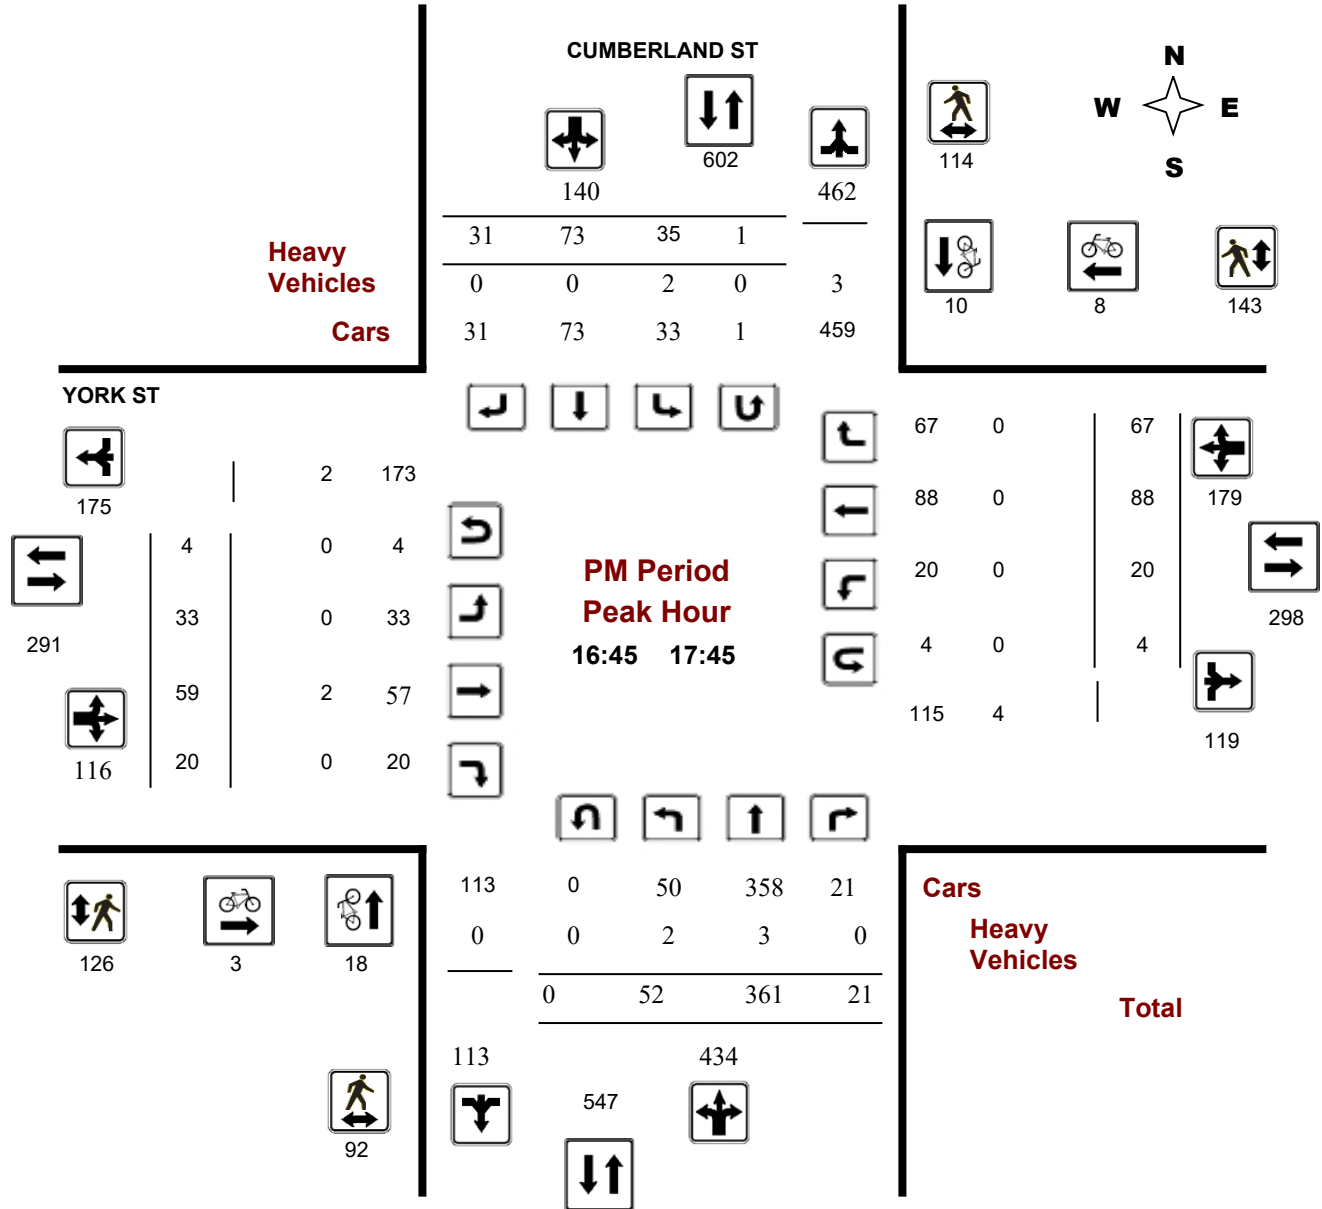 CUMBERLAND ST
N
W E
S
602
114
140 462
31 73 35 1
Heavy
Vehicles
0 0 2 0 3
10 8 143
Cars 31 73 33 1 459
YORK ST
67 0 67
2 173
175
88 0 88 179
4 0 4
PM Period
20 0 20
Peak Hour
33 0 33
298
291
16:45 17:45
4 0 4
59 2 57
115 4
119
116 20 0 20
113 0 50 358 21 Cars
0 0 2 3 0 Heavy
Vehicles
126 3 18
0 52 361 21
Total
113 434
547
92